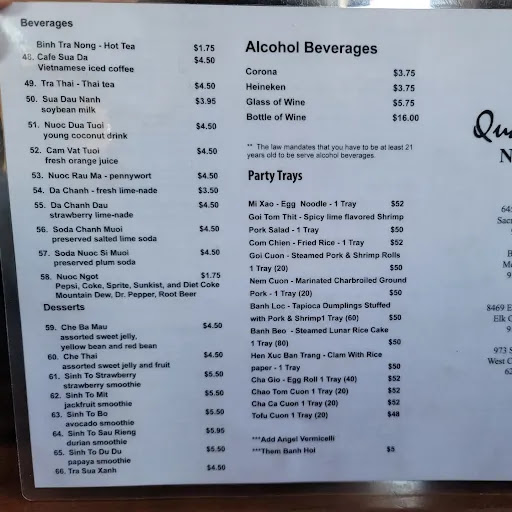 Beverages
Binh Tra Nong - Hot Tea $1.75
48. Cafe Sua Da $4.50
Vietnamese iced coffee
49. Tra Thai - Thai tea $4.50
50. Sua Dau Nanh $3.95
soybean milk
51. Nuoc Dua Tuoi $4.50
young coconut drink
52. Cam Vat Tuoi $4.50
fresh orange juice
53. Nuoc Rau Ma - pennywort $4.50
54. Da Chanh - fresh lime-nade $3.50
55. Da Chanh Dau $4.50
strawberry lime-nade
56. Soda Chanh Muoi $4.50
preserved salted lime soda
57. Soda Nuoc Si Muoi $4.50
preserved plum soda
58. Nuoc Ngot $1.75
Pepsi, Coke, Sprite, Sunkist, and Diet Coke
Mountain Dew, Dr. Pepper, Root Beer
Desserts
59. Che Ba Mau $4.50
assorted sweet jelly,
yellow bean and red bean
60. Che Thai $4.50
assorted sweet jelly and fruit
61. Sinh To Strawberry $5.50
strawberry smoothie
62. Sinh To Mit $5.50
jackfruit smoothie
63. Sinh To Bo $5.50
avocado smoothie
64. Sinh To Sau Rieng $5.95
durian smoothie
65. Sinh To Du Du $5.50
papaya smoothie
66. Tra Sua Xanh $4.50
Alcohol Beverages
Corona $3.75
Heineken $3.75
Glass of Wine $5.75
Bottle of Wine $16.00
** The law mandates that you have to be at least 21
years old to be serve alcohol beverages
Party Trays
Mi Xao - Egg Noodle - 1 Tray $52
Goi Tom Thit - Spicy lime flavored Shrimp
Pork Salad - 1 Tray $50
Com Chien - Fried Rice - 1 Tray $52
Goi Cuon - Steamed Pork & Shrimp Rolls
1 Tray (20) $50
Nem Cuon - Marinated Charbroiled Ground
Pork - 1 Tray (20) $50
Banh Loc - Tapioca Dumplings Stuffed
with Pork & Shrimp1 Tray (60) $50
Banh Beo - Steamed Lunar Rice Cake
1 Tray (80) $50
Hen Xuc Ban Trang - Clam With Rice
paper - 1 Tray $50
Cha Gio - Egg Roll 1 Tray (40) $52
Chao Tom Cuon 1 Tray (20) $52
Cha Ca Cuon 1 Tray (20) $52
Tofu Cuon 1 Tray (20) $48
***Add Angel Vermicelli
***Them Banh Hoi $5
Qu
N
64
Sac
9
B
M
9
8469 E
Elk C
9
973 S
West C
62